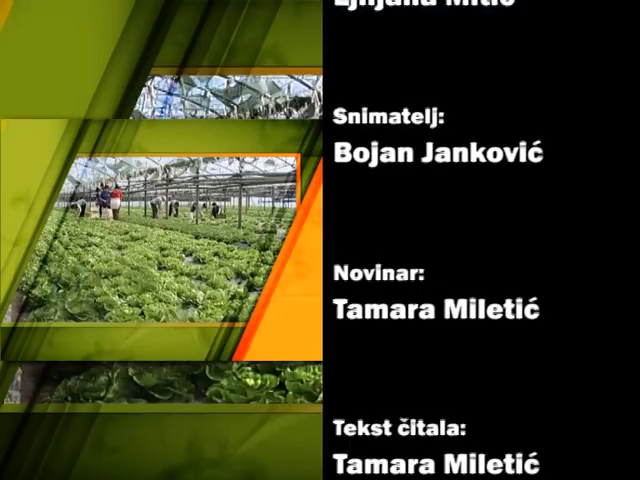 Snimatelj:
Bojan Janković
Novinar:
Tamara Miletić
Tekst čitala:
Tamara Miletić